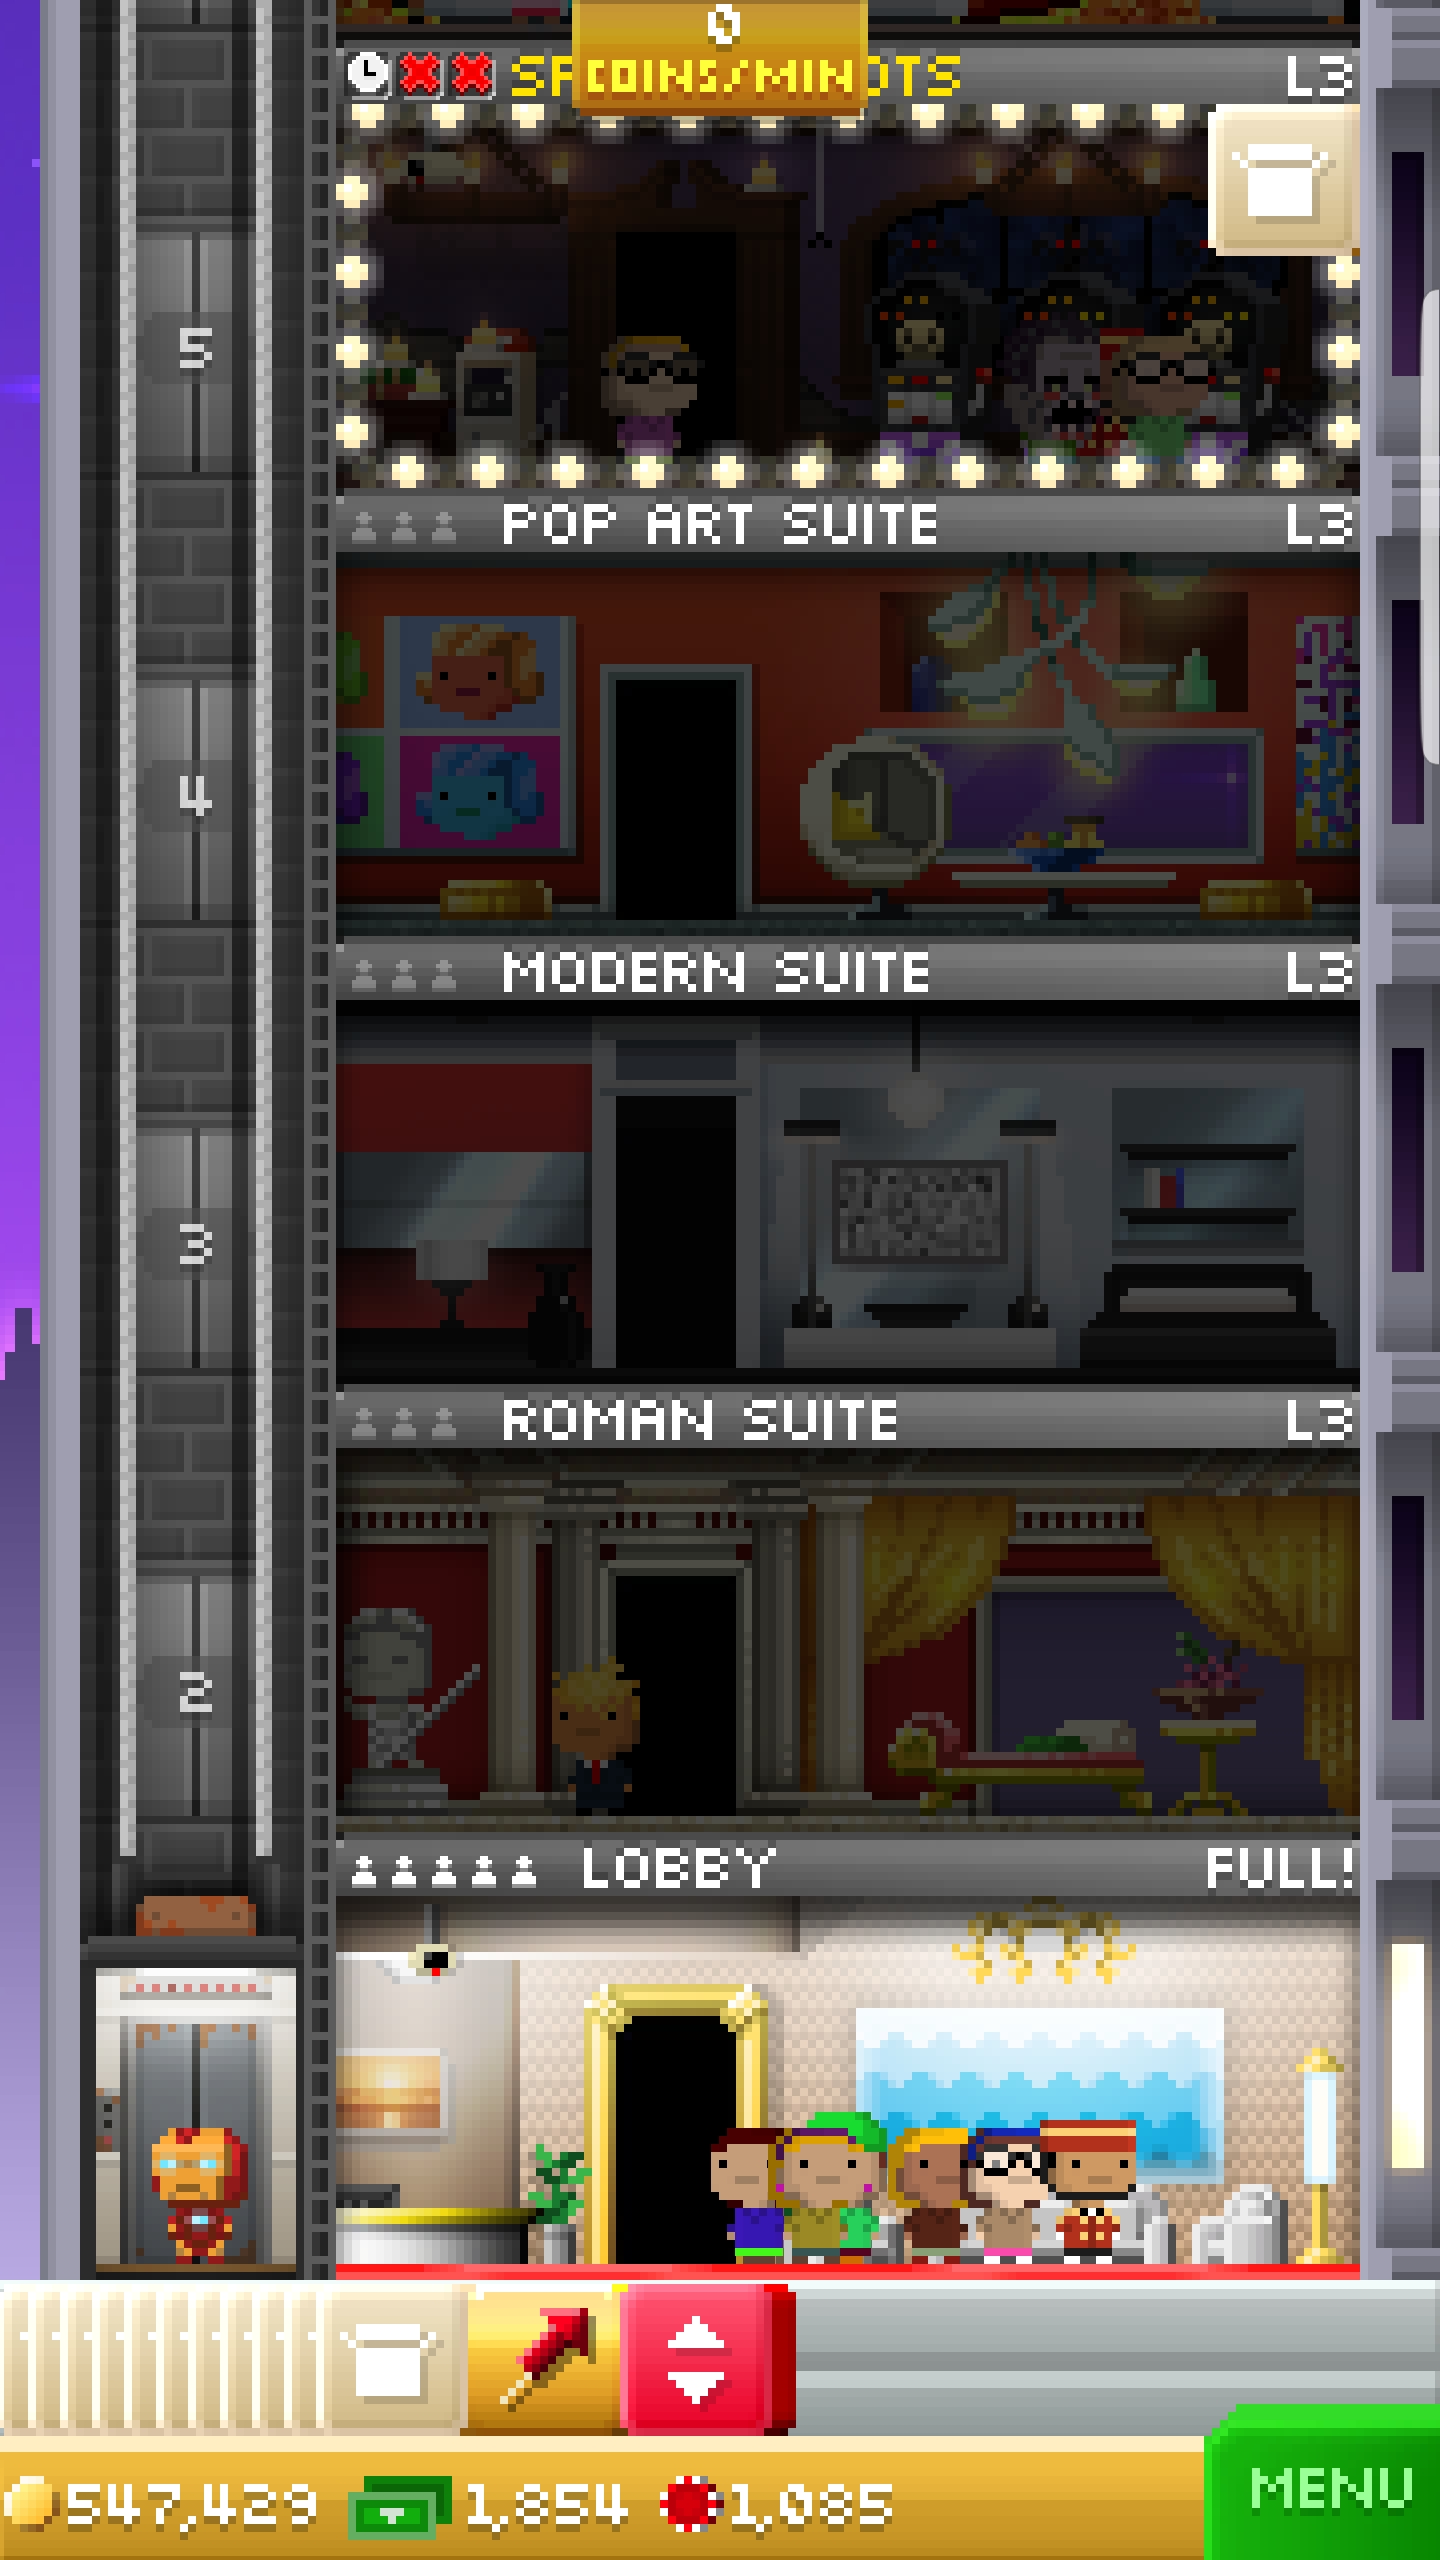 0
COINS/MIN
OTS L3
5
POP ART SUITE L3
4
MODERN SUITE L3
3
ROMAN SUITE L3
2
LOBBY FULL!
547,429 1,854 1,085
MENU